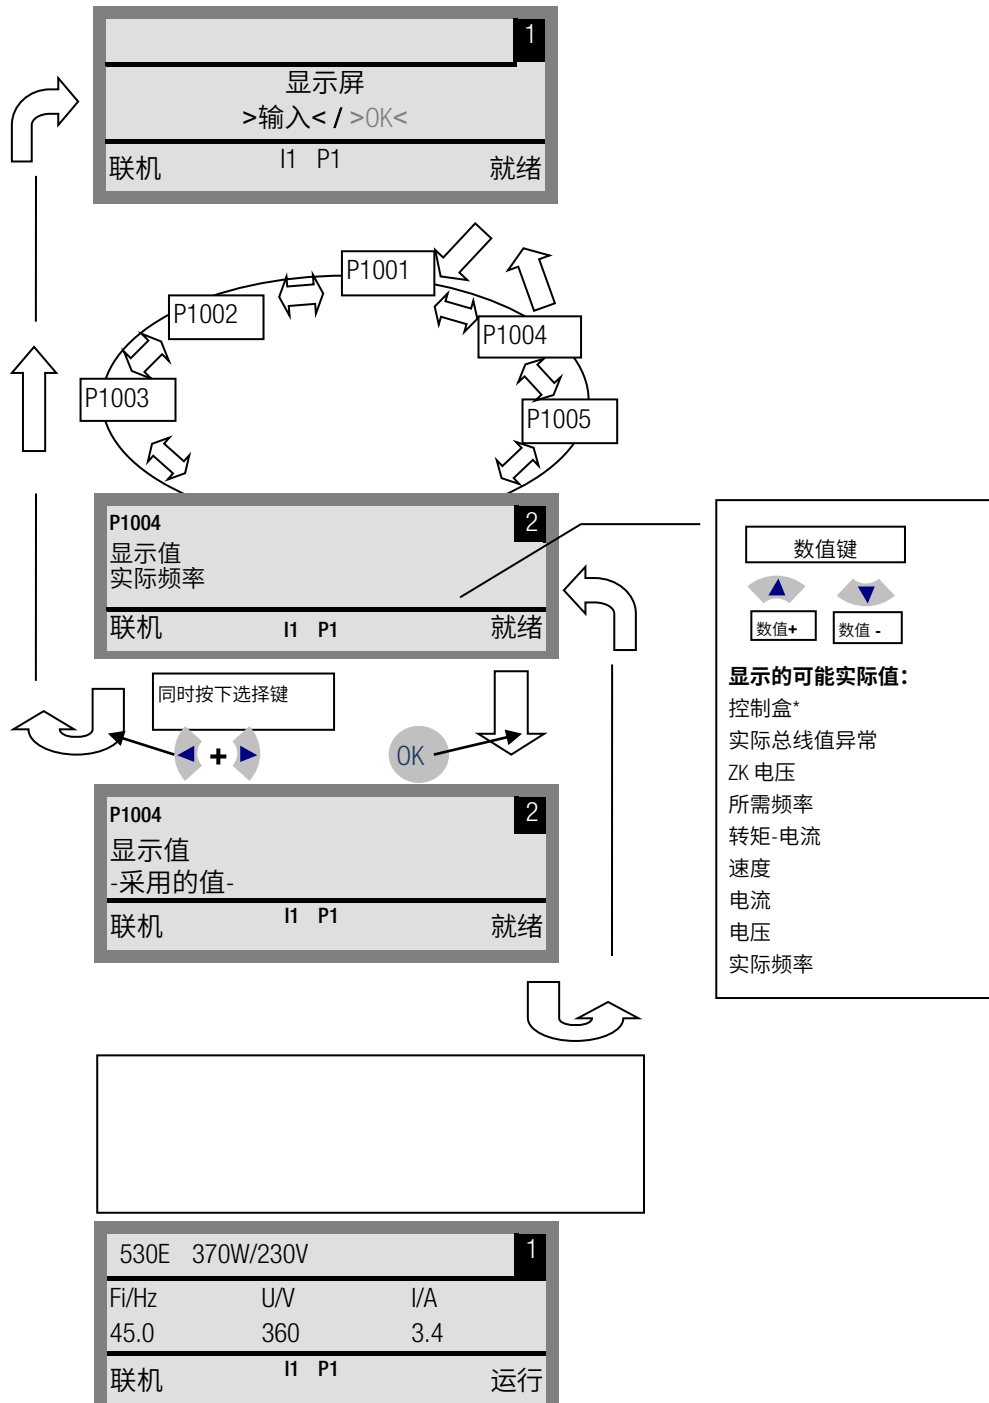 1
显示屏
>输入< / >OK<
联机 I1 P1 就绪
P1001
P1002
P1004
P1003
P1005
P1004 2
显示值
实际频率
联机 I1 P1 就绪
数值键
数值+ 数值 -
显示的可能实际值：
控制盒*
实际总线值异常
ZK 电压
所需频率
转矩-电流
速度
电流
电压
实际频率
同时按下选择键
+
OK
P1004 2
显示值
-采用的值-
联机 I1 P1 就绪
530E 370W/230V 1
Fi/Hz U/V I/A
45.0 360 3.4
联机 I1 P1 运行